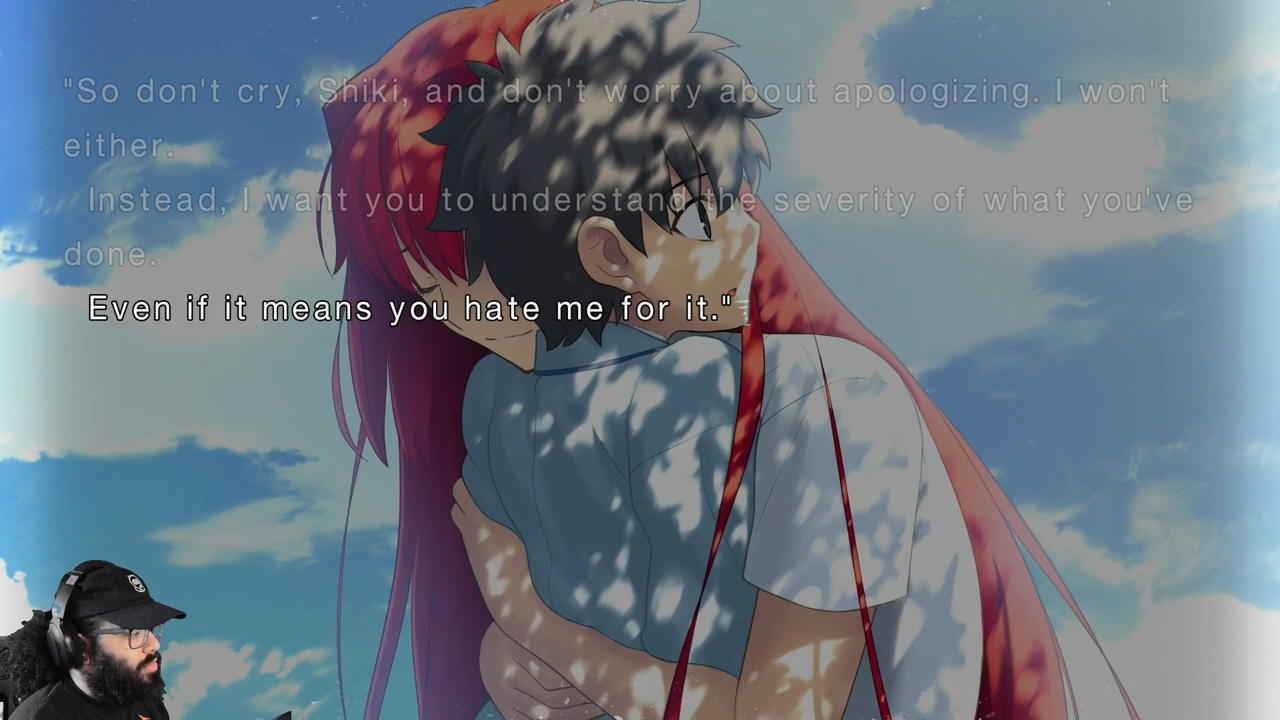 "So don't cry, Shiki, and don't worry about apologizing. I won't
either.
Instead, I want you to understand the severity of what you've
done.
Even if it means you hate me for it."